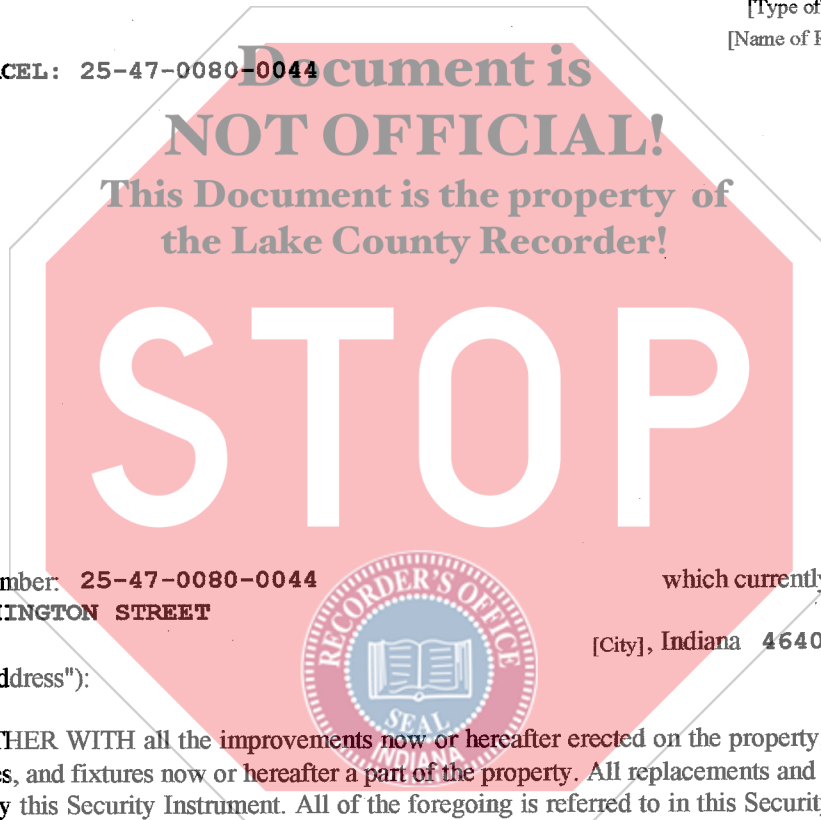 [Type of
[Name of R
CEL: 25-47-0080-0044
Document is
NOT OFFICIAL!
This Document is the property of
the Lake County Recorder!
STOP
mber: 25-47-0080-0044
which currently
INGTON STREET
[City], Indiana 4640
ddress"):
RECORDER'S OFFICE
SEAL
INDIANA
THER WITH all the improvements now or hereafter erected on the property
s, and fixtures now or hereafter a part of the property. All replacements and
y this Security Instrument. All of the foregoing is referred to in this Security